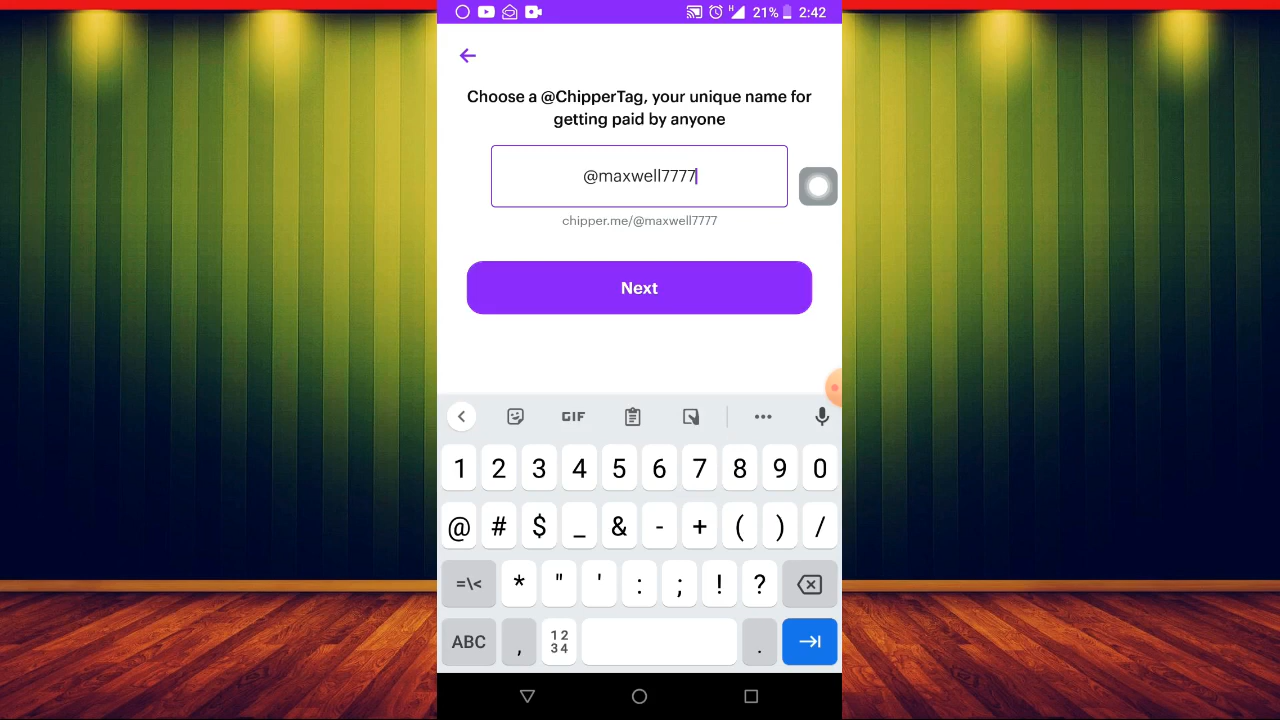 H 21% 2:42
Choose a @ChipperTag, your unique name for
getting paid by anyone
@maxwell7777
chipper.me/@maxwell7777
Next
GIF
1 2 3 4 5 6 7 8 9 0
@ # $ _ & - + ( ) /
=\< * " ' : ; ! ?
ABC , 12 34 .